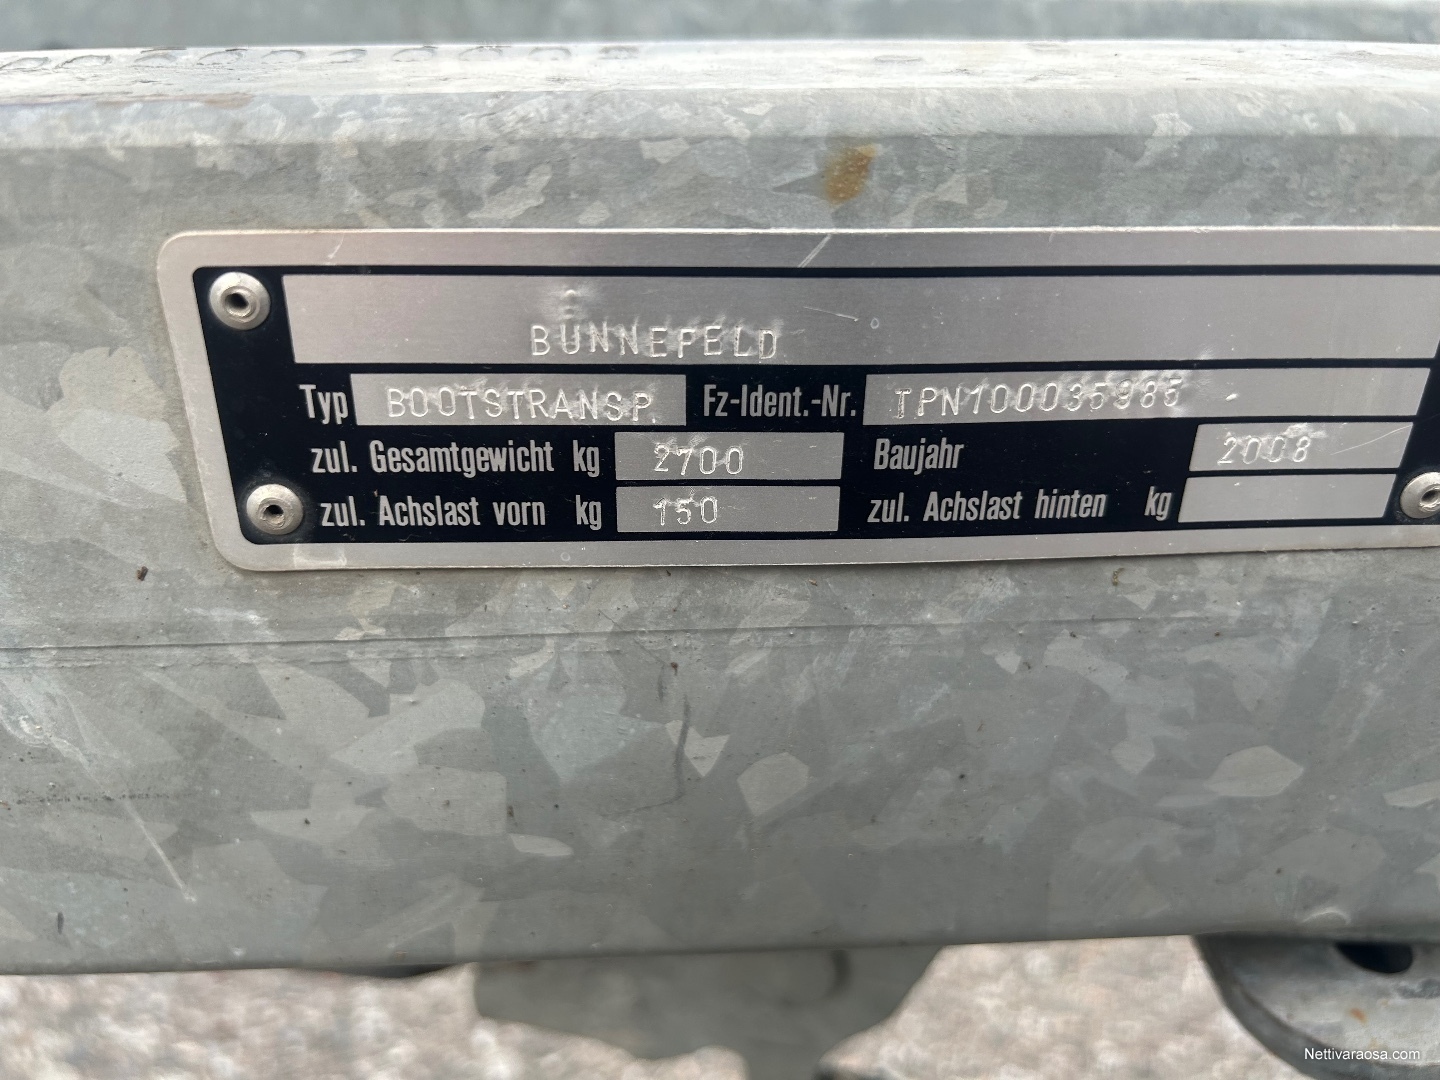 BUNNEFELD
Typ BOOTSTRANSP. Fz-Ident.-Nr. TPN100035385
zul. Gesamtgewicht kg 2700 Baujahr 2008
zul. Achslast vorn kg 150 zul. Achslast hinten kg
Nettivaraosa.com